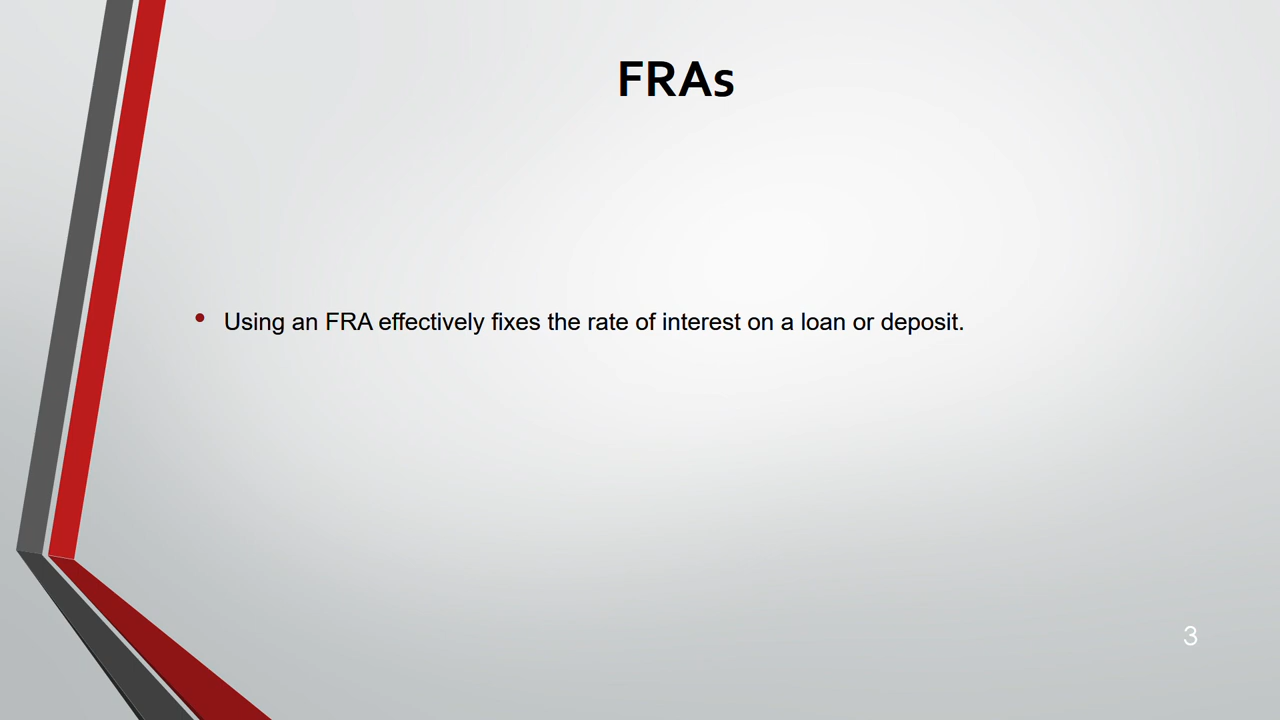 FRAs
• Using an FRA effectively fixes the rate of interest on a loan or deposit.
3